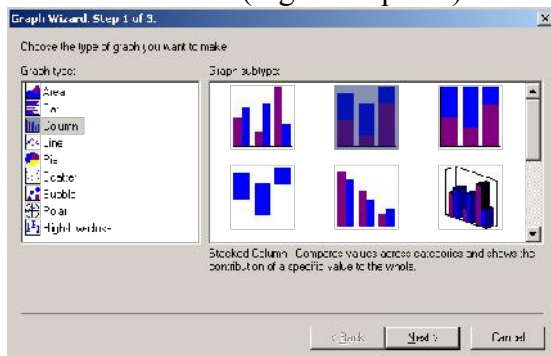 Graph Wizard. Step 1 of 3.
Choose the type of graph you want to make
Graph type:
Graph subtype:
Area
Bar
Column
Line
Pie
Scatter
Bubble
Polar
Stacked Column - Compares values across categories and shows the
contribution of a specific value to the whole.
< Back
Next >
Cancel